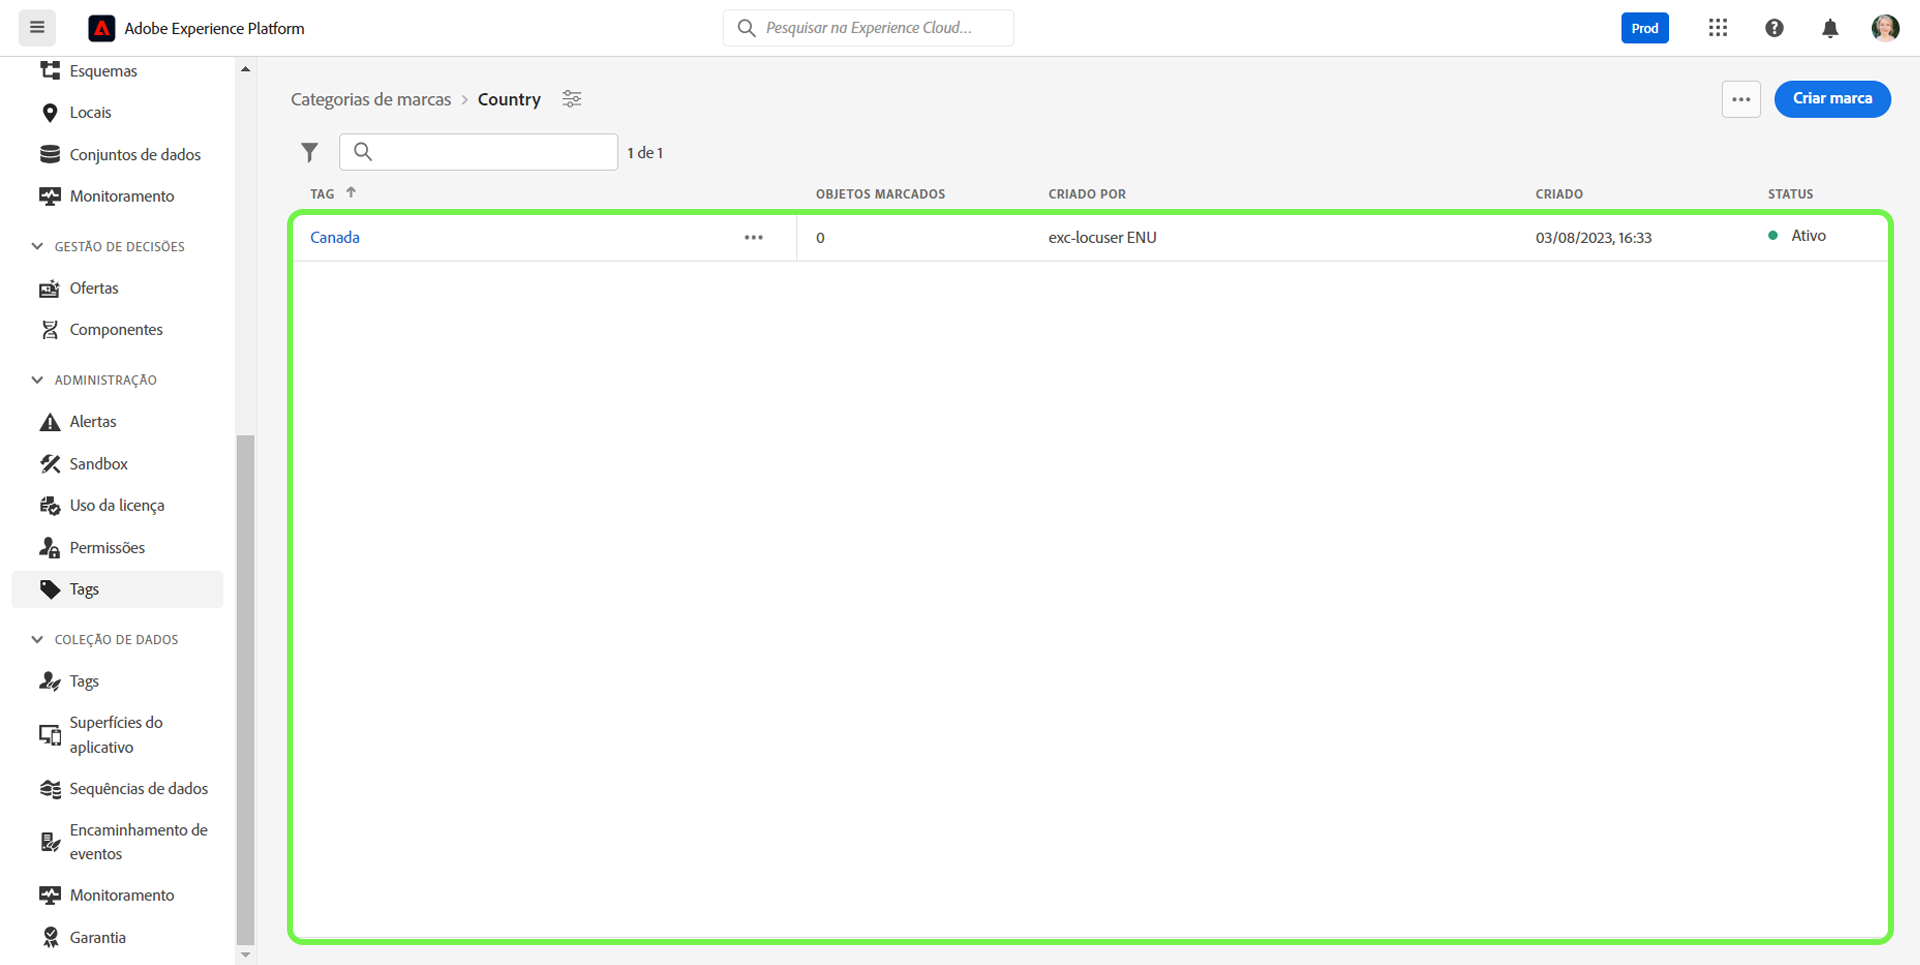 Adobe Experience Platform
Pesquisar na Experience Cloud...
Prod
Esquemas
Locais
Conjuntos de dados
Monitoramento
GESTÃO DE DECISÕES
Ofertas
Componentes
ADMINISTRAÇÃO
Alertas
Sandbox
Uso da licença
Permissões
Tags
COLEÇÃO DE DADOS
Tags
Superfícies do
aplicativo
Sequências de dados
Encaminhamento de
eventos
Monitoramento
Garantia
Categorias de marcas > Country
Criar marca
1 de 1
TAG OBJETOS MARCADOS CRIADO POR CRIADO STATUS
Canada 0 exc-locuser ENU 03/08/2023, 16:33 Ativo